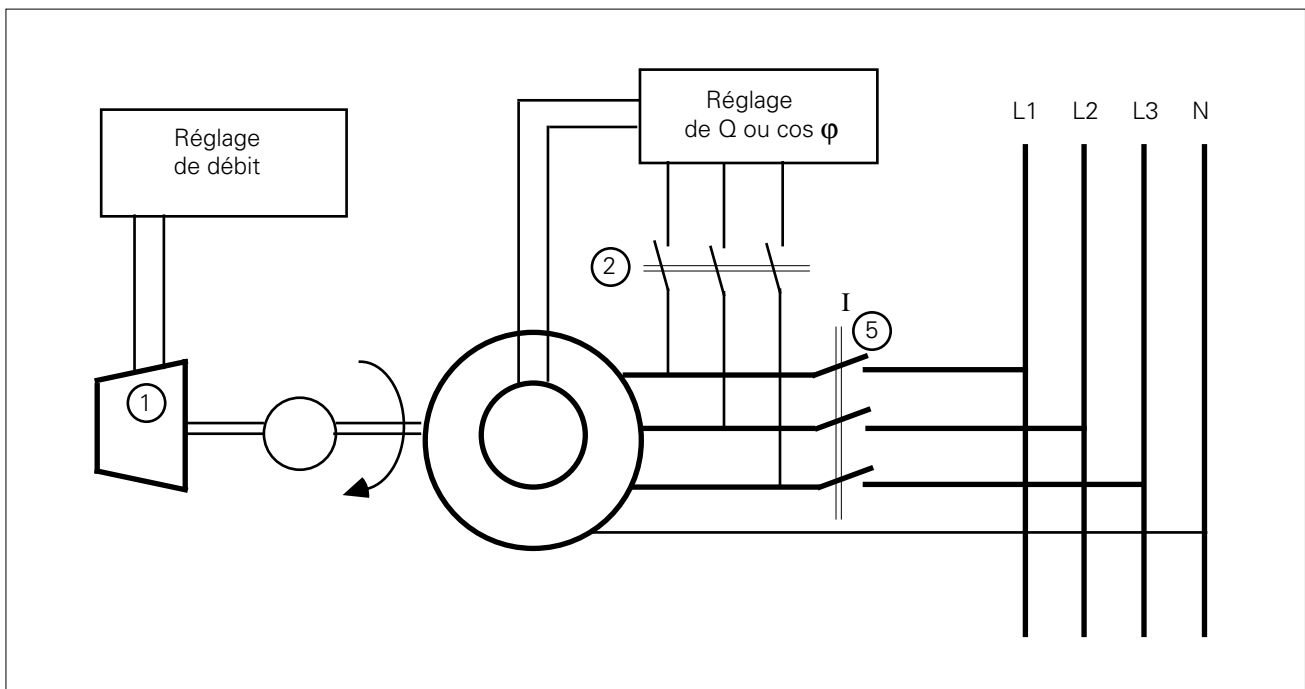 Réglage
de débit
Réglage
de Q ou cos φ
L1 L2 L3 N
2
I
5
1